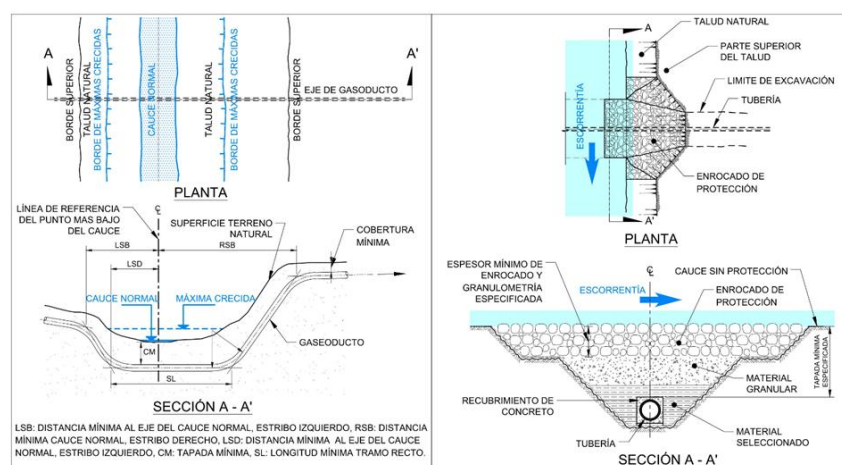 A
A'
BORDE SUPERIOR
TALUD NATURAL
BORDE DE MÁXIMAS CRECIDAS
CAUCE NORMAL
TALUD NATURAL
BORDE DE MÁXIMAS CRECIDAS
BORDE SUPERIOR
EJE DE GASODUCTO
PLANTA
LÍNEA DE REFERENCIA
DEL PUNTO MAS BAJO
DEL CAUCE
SUPERFICIE TERRENO
NATURAL
COBERTURA
MÍNIMA
LSB
RSB
LSD
CAUCE NORMAL
MÁXIMA CRECIDA
GASEODUCTO
CM
SL
SECCIÓN A - A'
LSB: DISTANCIA MÍNIMA AL EJE DEL CAUCE NORMAL, ESTRIBO IZQUIERDO, RSB: DISTANCIA
MÍNIMA CAUCE NORMAL, ESTRIBO DERECHO, LSD: DISTANCIA MÍNIMA AL EJE DEL CAUCE
NORMAL, ESTRIBO IZQUIERDO, CM: TAPADA MÍNIMA, SL: LONGITUD MÍNIMA TRAMO RECTO.
A
TALUD NATURAL
PARTE SUPERIOR
DEL TALUD
LIMITE DE EXCAVACIÓN
TUBERÍA
ESCORRENTÍA
ENROCADO DE
PROTECCIÓN
A'
PLANTA
ESPESOR MÍNIMO DE
ENROCADO Y
GRANULOMETRÍA
ESPECIFICADA
ESCORRENTÍA
CAUCE SIN PROTECCIÓN
ENROCADO DE
PROTECCIÓN
TAPADA MÍNIMA
ESPECIFICADA
MATERIAL
GRANULAR
RECUBRIMIENTO DE
CONCRETO
TUBERÍA
MATERIAL
SELECCIONADO
SECCIÓN A - A'